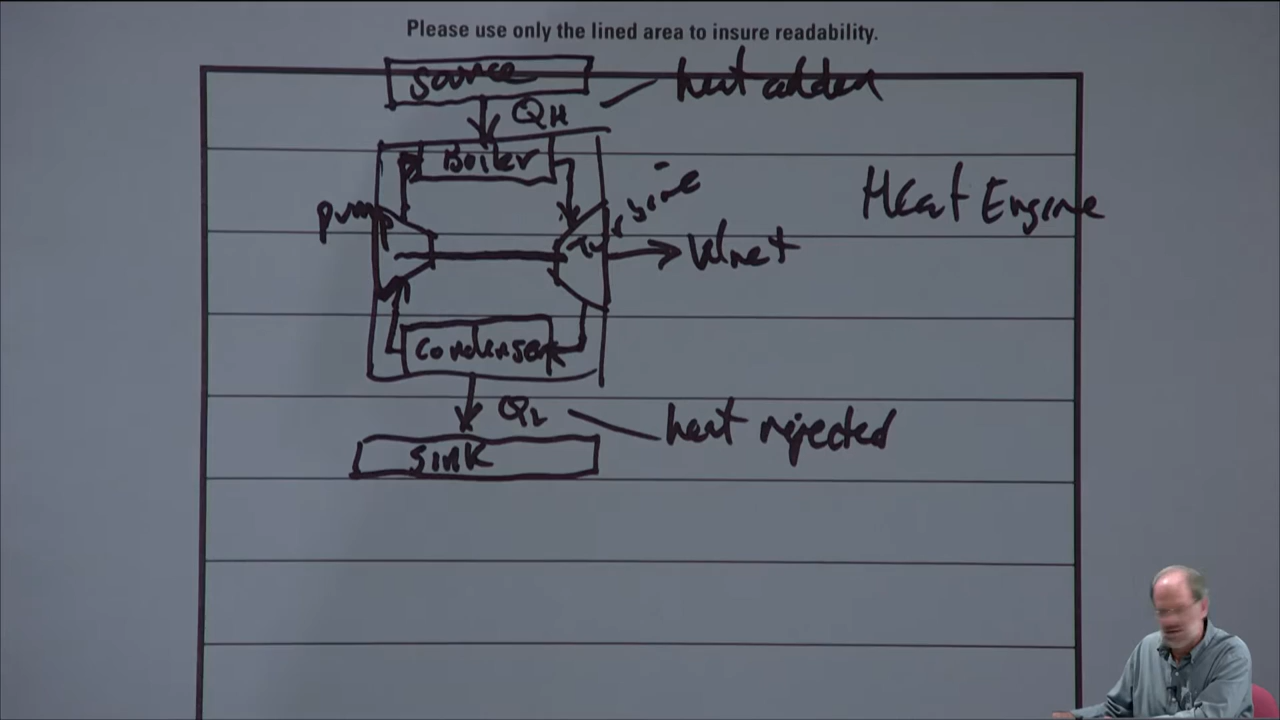 Please use only the lined area to insure readability.
Source
heat added
QH
Boiler
Heat Engine
pump
Turbine
Wnet
Condenser
QL
heat rejected
Sink